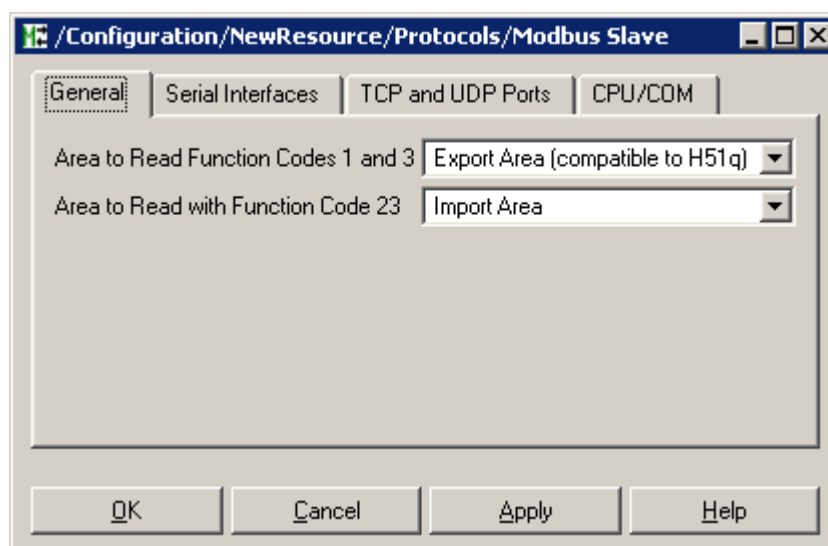 /Configuration/NewResource/Protocols/Modbus Slave
General Serial Interfaces TCP and UDP Ports CPU/COM
Area to Read Function Codes 1 and 3 Export Area (compatible to H51q)
Area to Read with Function Code 23 Import Area
OK Cancel Apply Help